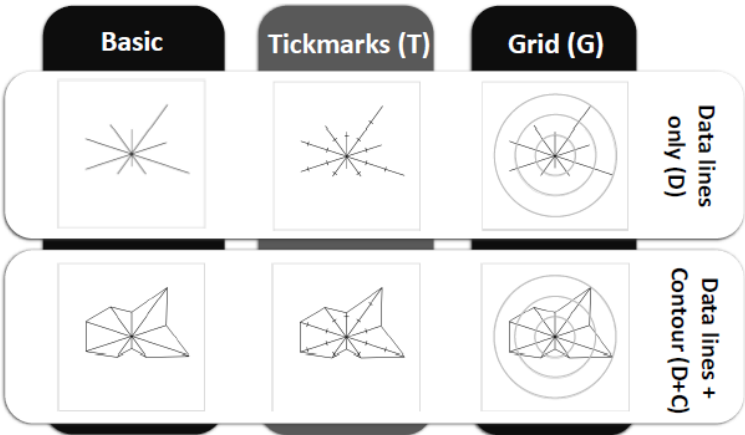 Basic
Tickmarks (T)
Grid (G)
Data lines
only (D)
Data lines +
Contour (D+C)